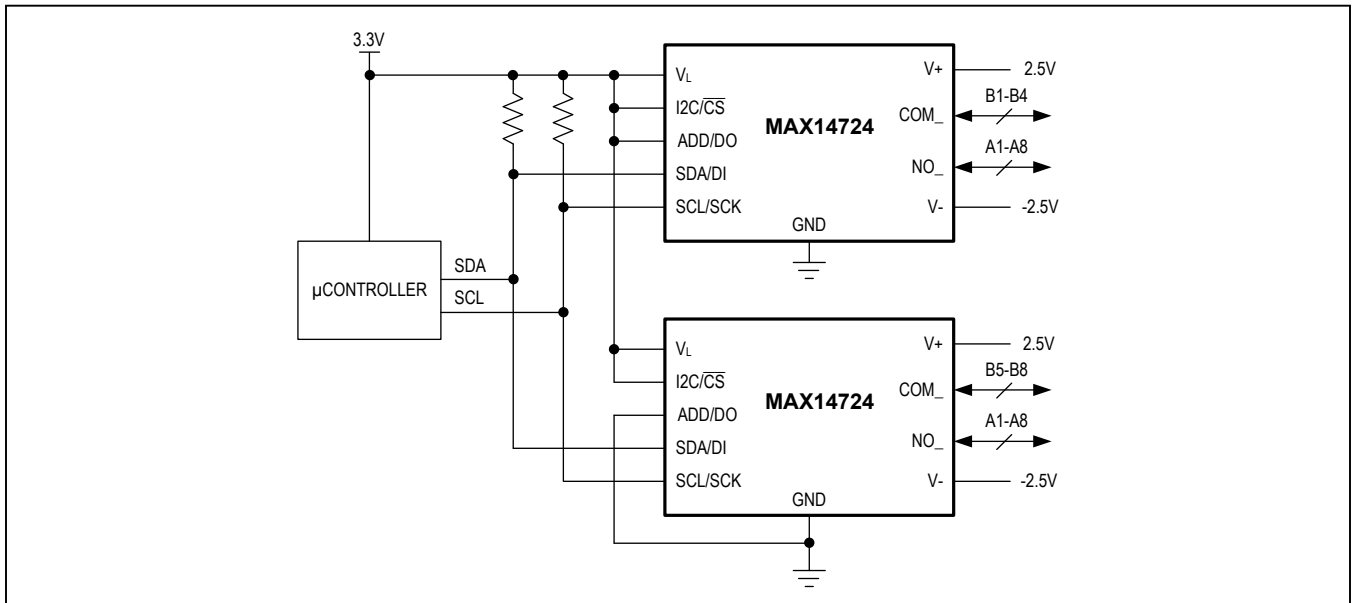 3.3V
µCONTROLLER
SDA
SCL
VL
I2C/CS
ADD/DO
SDA/DI
SCL/SCK
MAX14724
GND
V+
COM_
NO_
V-
2.5V
B1-B4
A1-A8
-2.5V
VL
I2C/CS
ADD/DO
SDA/DI
SCL/SCK
MAX14724
GND
V+
COM_
NO_
V-
2.5V
B5-B8
A1-A8
-2.5V